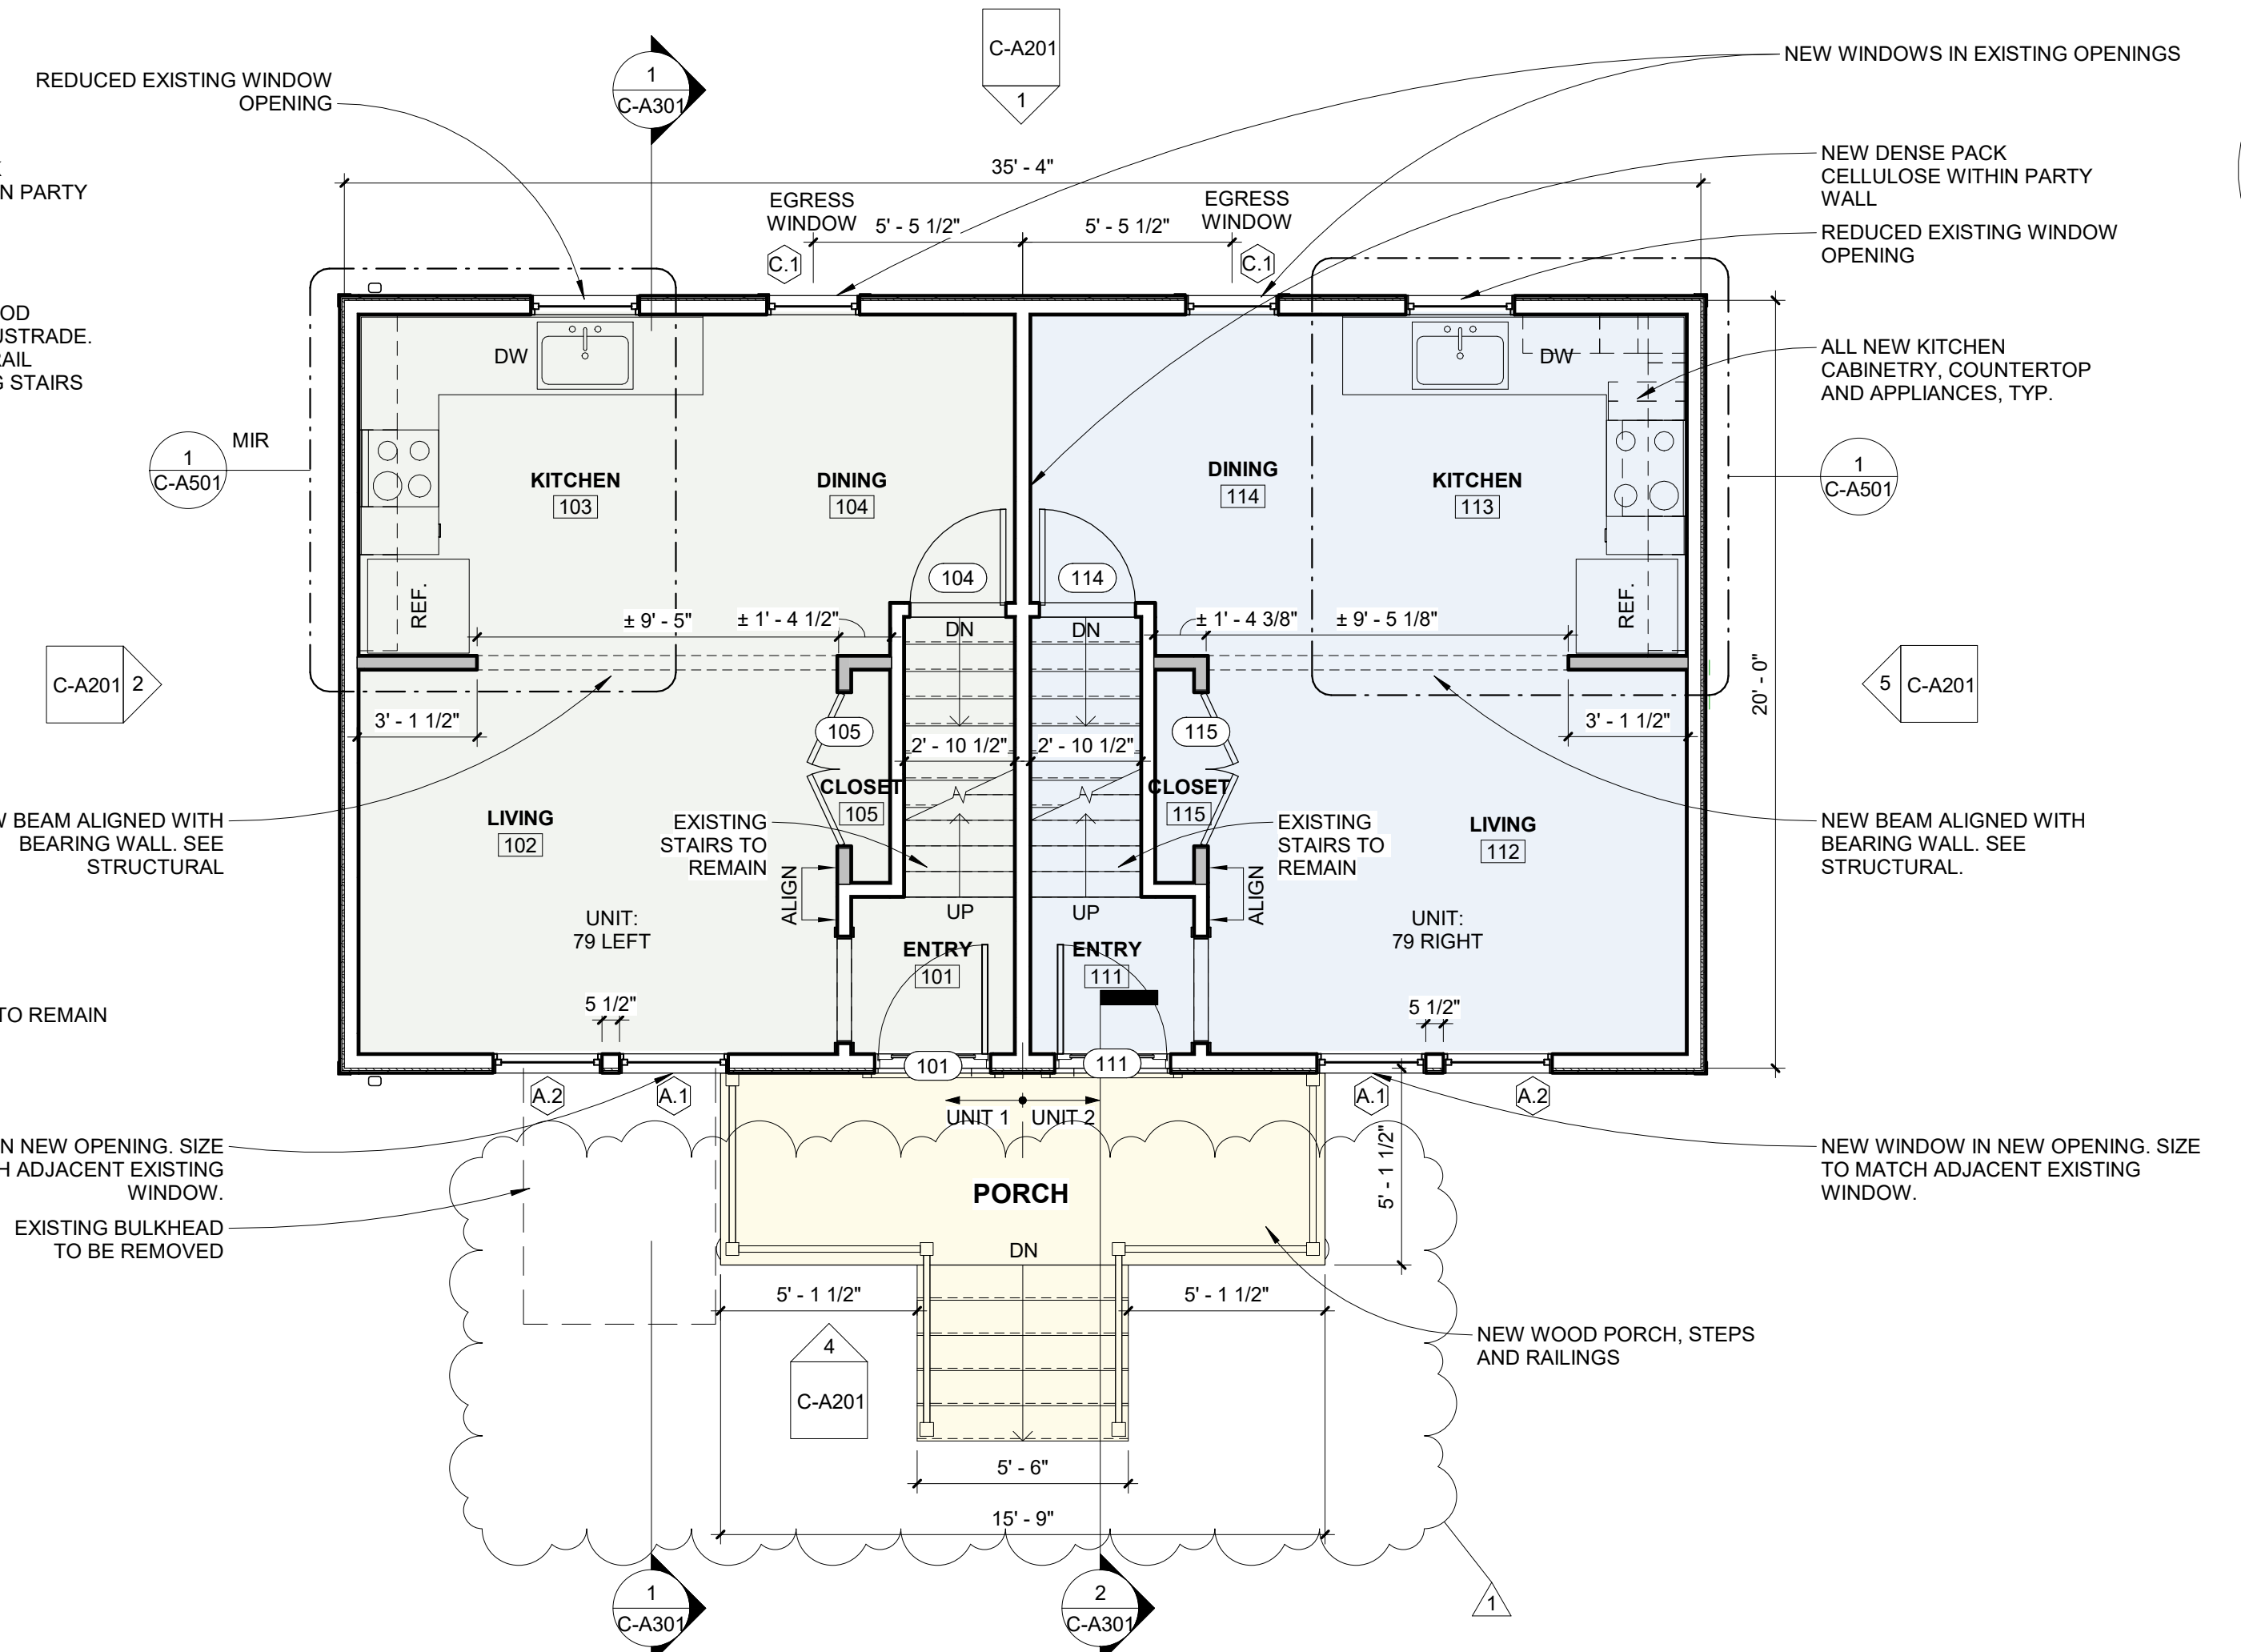 C-A201
1
1
C-A301
REDUCED EXISTING WINDOW
OPENING
NEW WINDOWS IN EXISTING OPENINGS
N PARTY
35' - 4"
NEW DENSE PACK
CELLULOSE WITHIN PARTY
WALL
EGRESS
WINDOW
5' - 5 1/2"
5' - 5 1/2"
EGRESS
WINDOW
C.1
C.1
REDUCED EXISTING WINDOW
OPENING
OD
USTRADE.
RAIL
G STAIRS
DW
DW
ALL NEW KITCHEN
CABINETRY, COUNTERTOP
AND APPLIANCES, TYP.
1
C-A501
MIR
KITCHEN
103
DINING
104
DINING
114
KITCHEN
113
1
C-A501
104
114
REF.
REF.
± 9' - 5"
± 1' - 4 1/2"
DN
DN
± 1' - 4 3/8"
± 9' - 5 1/8"
C-A201
2
5
C-A201
20' - 0"
3' - 1 1/2"
3' - 1 1/2"
105
115
2' - 10 1/2"
2' - 10 1/2"
CLOSET
105
CLOSET
115
W BEAM ALIGNED WITH
BEARING WALL. SEE
STRUCTURAL
LIVING
102
EXISTING
STAIRS TO
REMAIN
EXISTING
STAIRS TO
REMAIN
LIVING
112
NEW BEAM ALIGNED WITH
BEARING WALL. SEE
STRUCTURAL.
ALIGN
ALIGN
UP
UP
UNIT:
79 LEFT
UNIT:
79 RIGHT
ENTRY
101
ENTRY
111
TO REMAIN
5 1/2"
5 1/2"
101
111
A.2
A.1
A.1
A.2
UNIT 1
UNIT 2
IN NEW OPENING. SIZE
H ADJACENT EXISTING
WINDOW.
NEW WINDOW IN NEW OPENING. SIZE
TO MATCH ADJACENT EXISTING
WINDOW.
5' - 1 1/2"
PORCH
EXISTING BULKHEAD
TO BE REMOVED
DN
5' - 1 1/2"
5' - 1 1/2"
NEW WOOD PORCH, STEPS
AND RAILINGS
4
C-A201
5' - 6"
15' - 9"
1
C-A301
2
C-A301
1